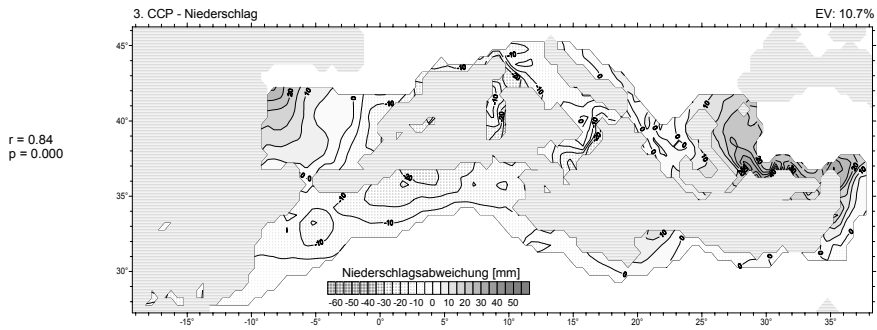 3. CCP - Niederschlag
EV: 10.7%
r = 0.84
p = 0.000
45°
40°
35°
30°
Niederschlagsabweichung [mm]
-60 -50 -40 -30 -20 -10 0 10 20 30 40 50
-15° -10° -5° 0° 5° 10° 15° 20° 25° 30° 35°